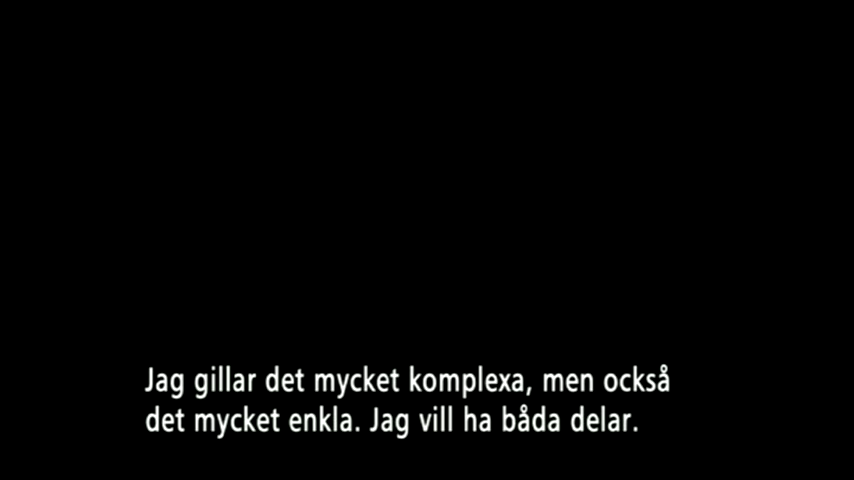 Jag gillar det mycket komplexa, men också
det mycket enkla. Jag vill ha båda delar.